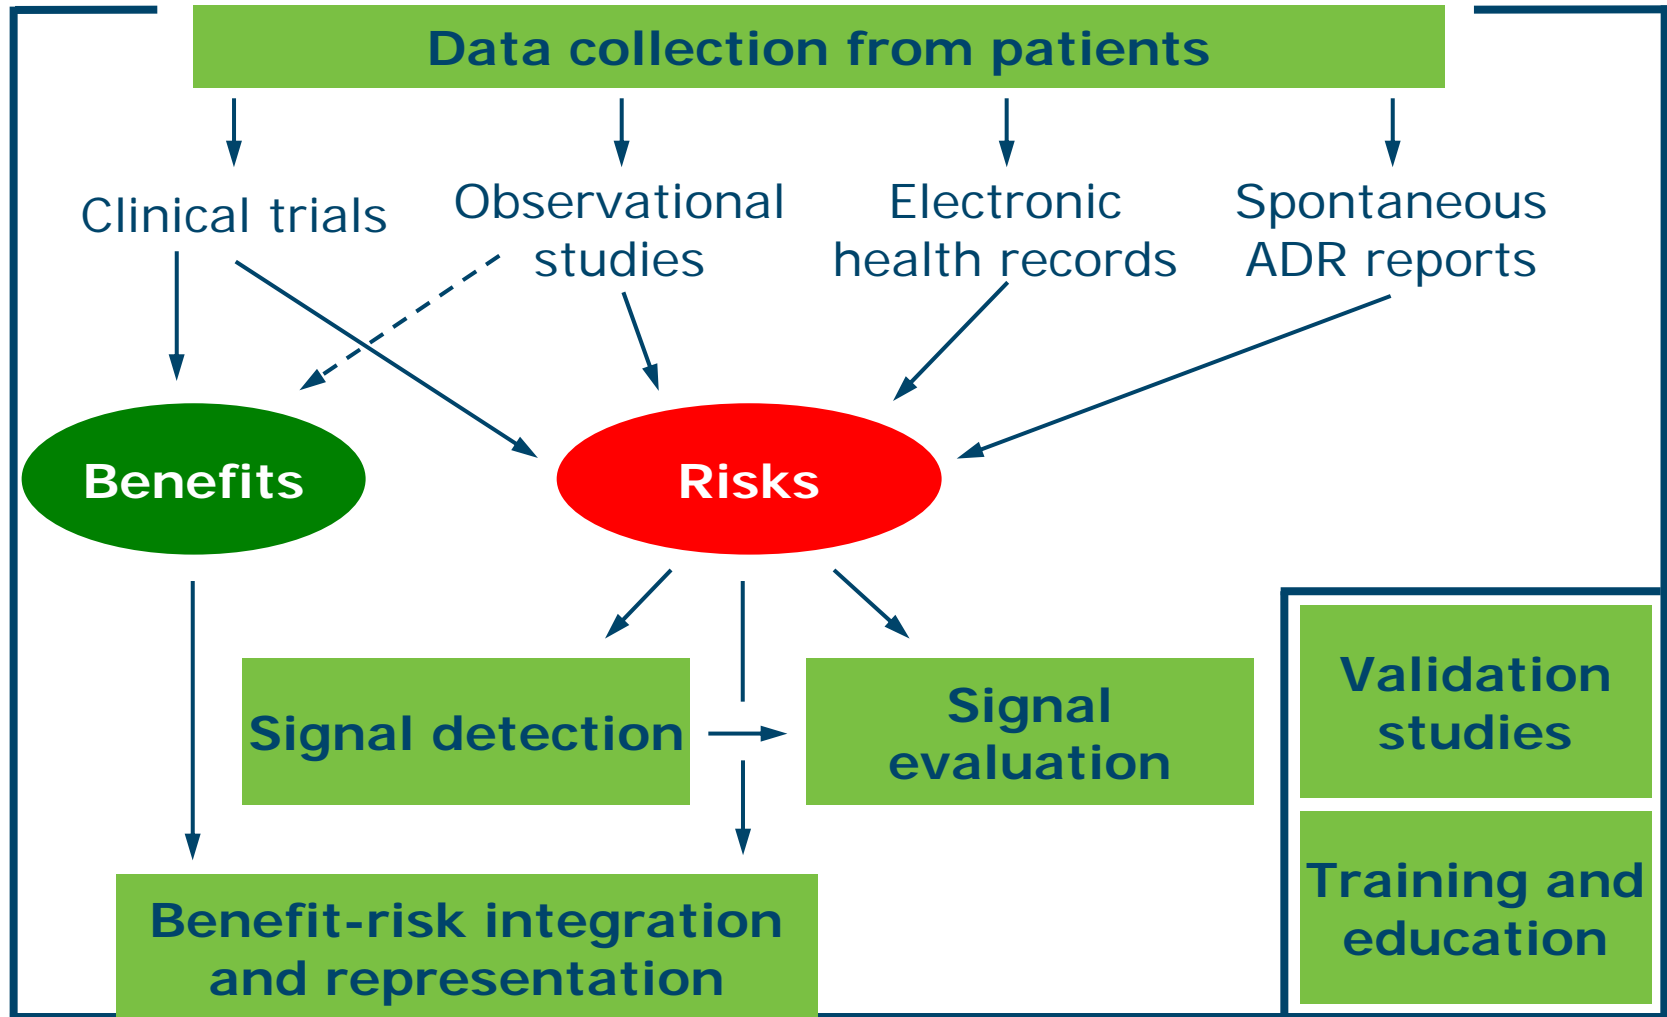 Data collection from patients
Clinical trials
Observational
studies
Electronic
health records
Spontaneous
ADR reports
Benefits
Risks
Signal detection
Signal
evaluation
Validation
studies
Benefit-risk integration
and representation
Training and
education